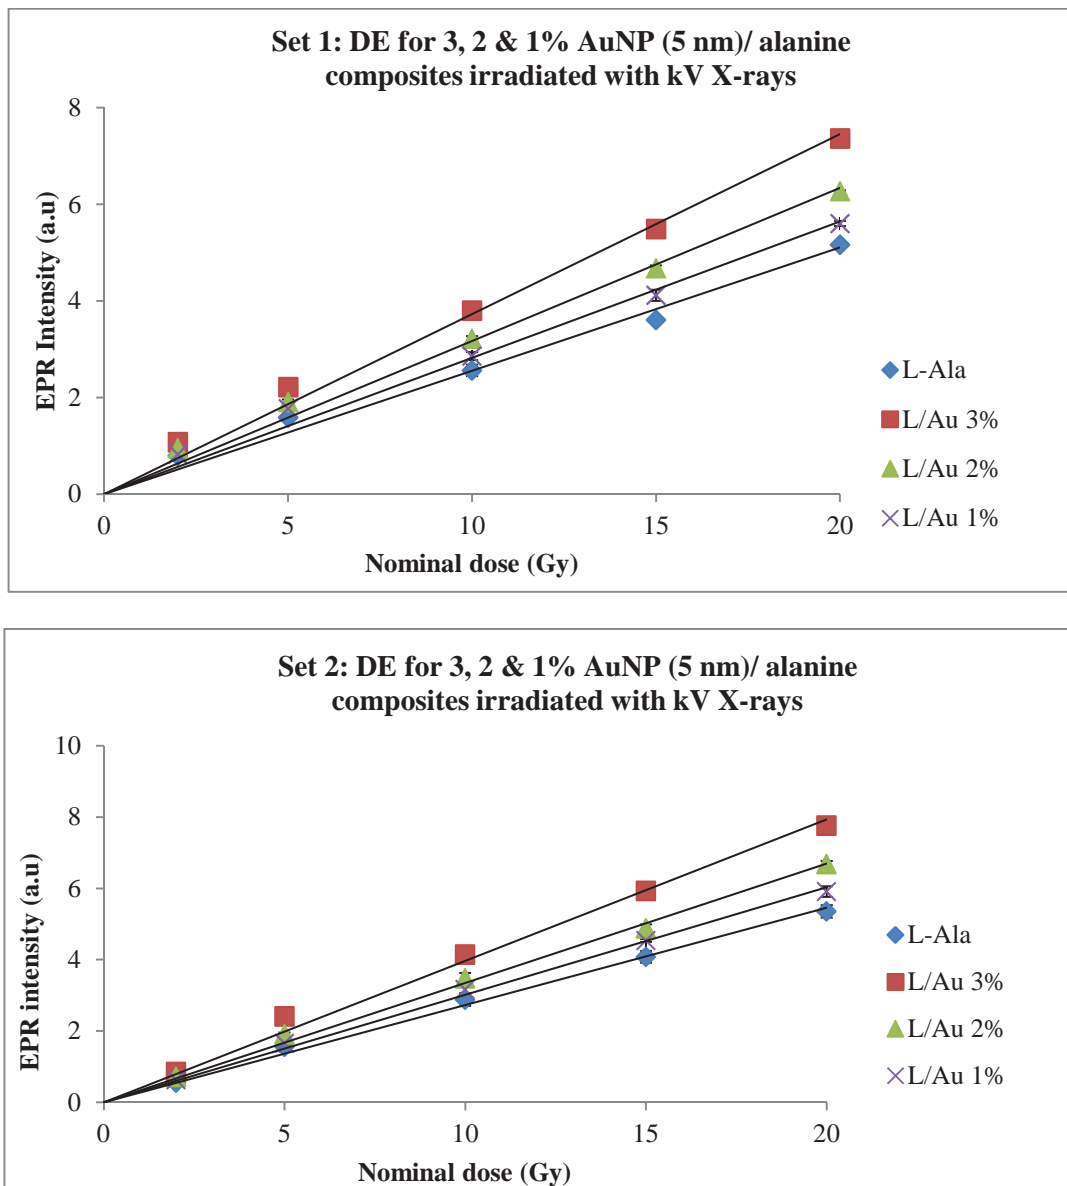 Set 1: DE for 3, 2 & 1% AuNP (5 nm)/ alanine
composites irradiated with kV X-rays
8
6
4
2
0
0 5 10 15 20
EPR Intensity (a.u)
Nominal dose (Gy)
L-Ala
L/Au 3%
L/Au 2%
L/Au 1%
Set 2: DE for 3, 2 & 1% AuNP (5 nm)/ alanine
composites irradiated with kV X-rays
10
8
6
4
2
0
0 5 10 15 20
EPR intensity (a.u)
Nominal dose (Gy)
L-Ala
L/Au 3%
L/Au 2%
L/Au 1%